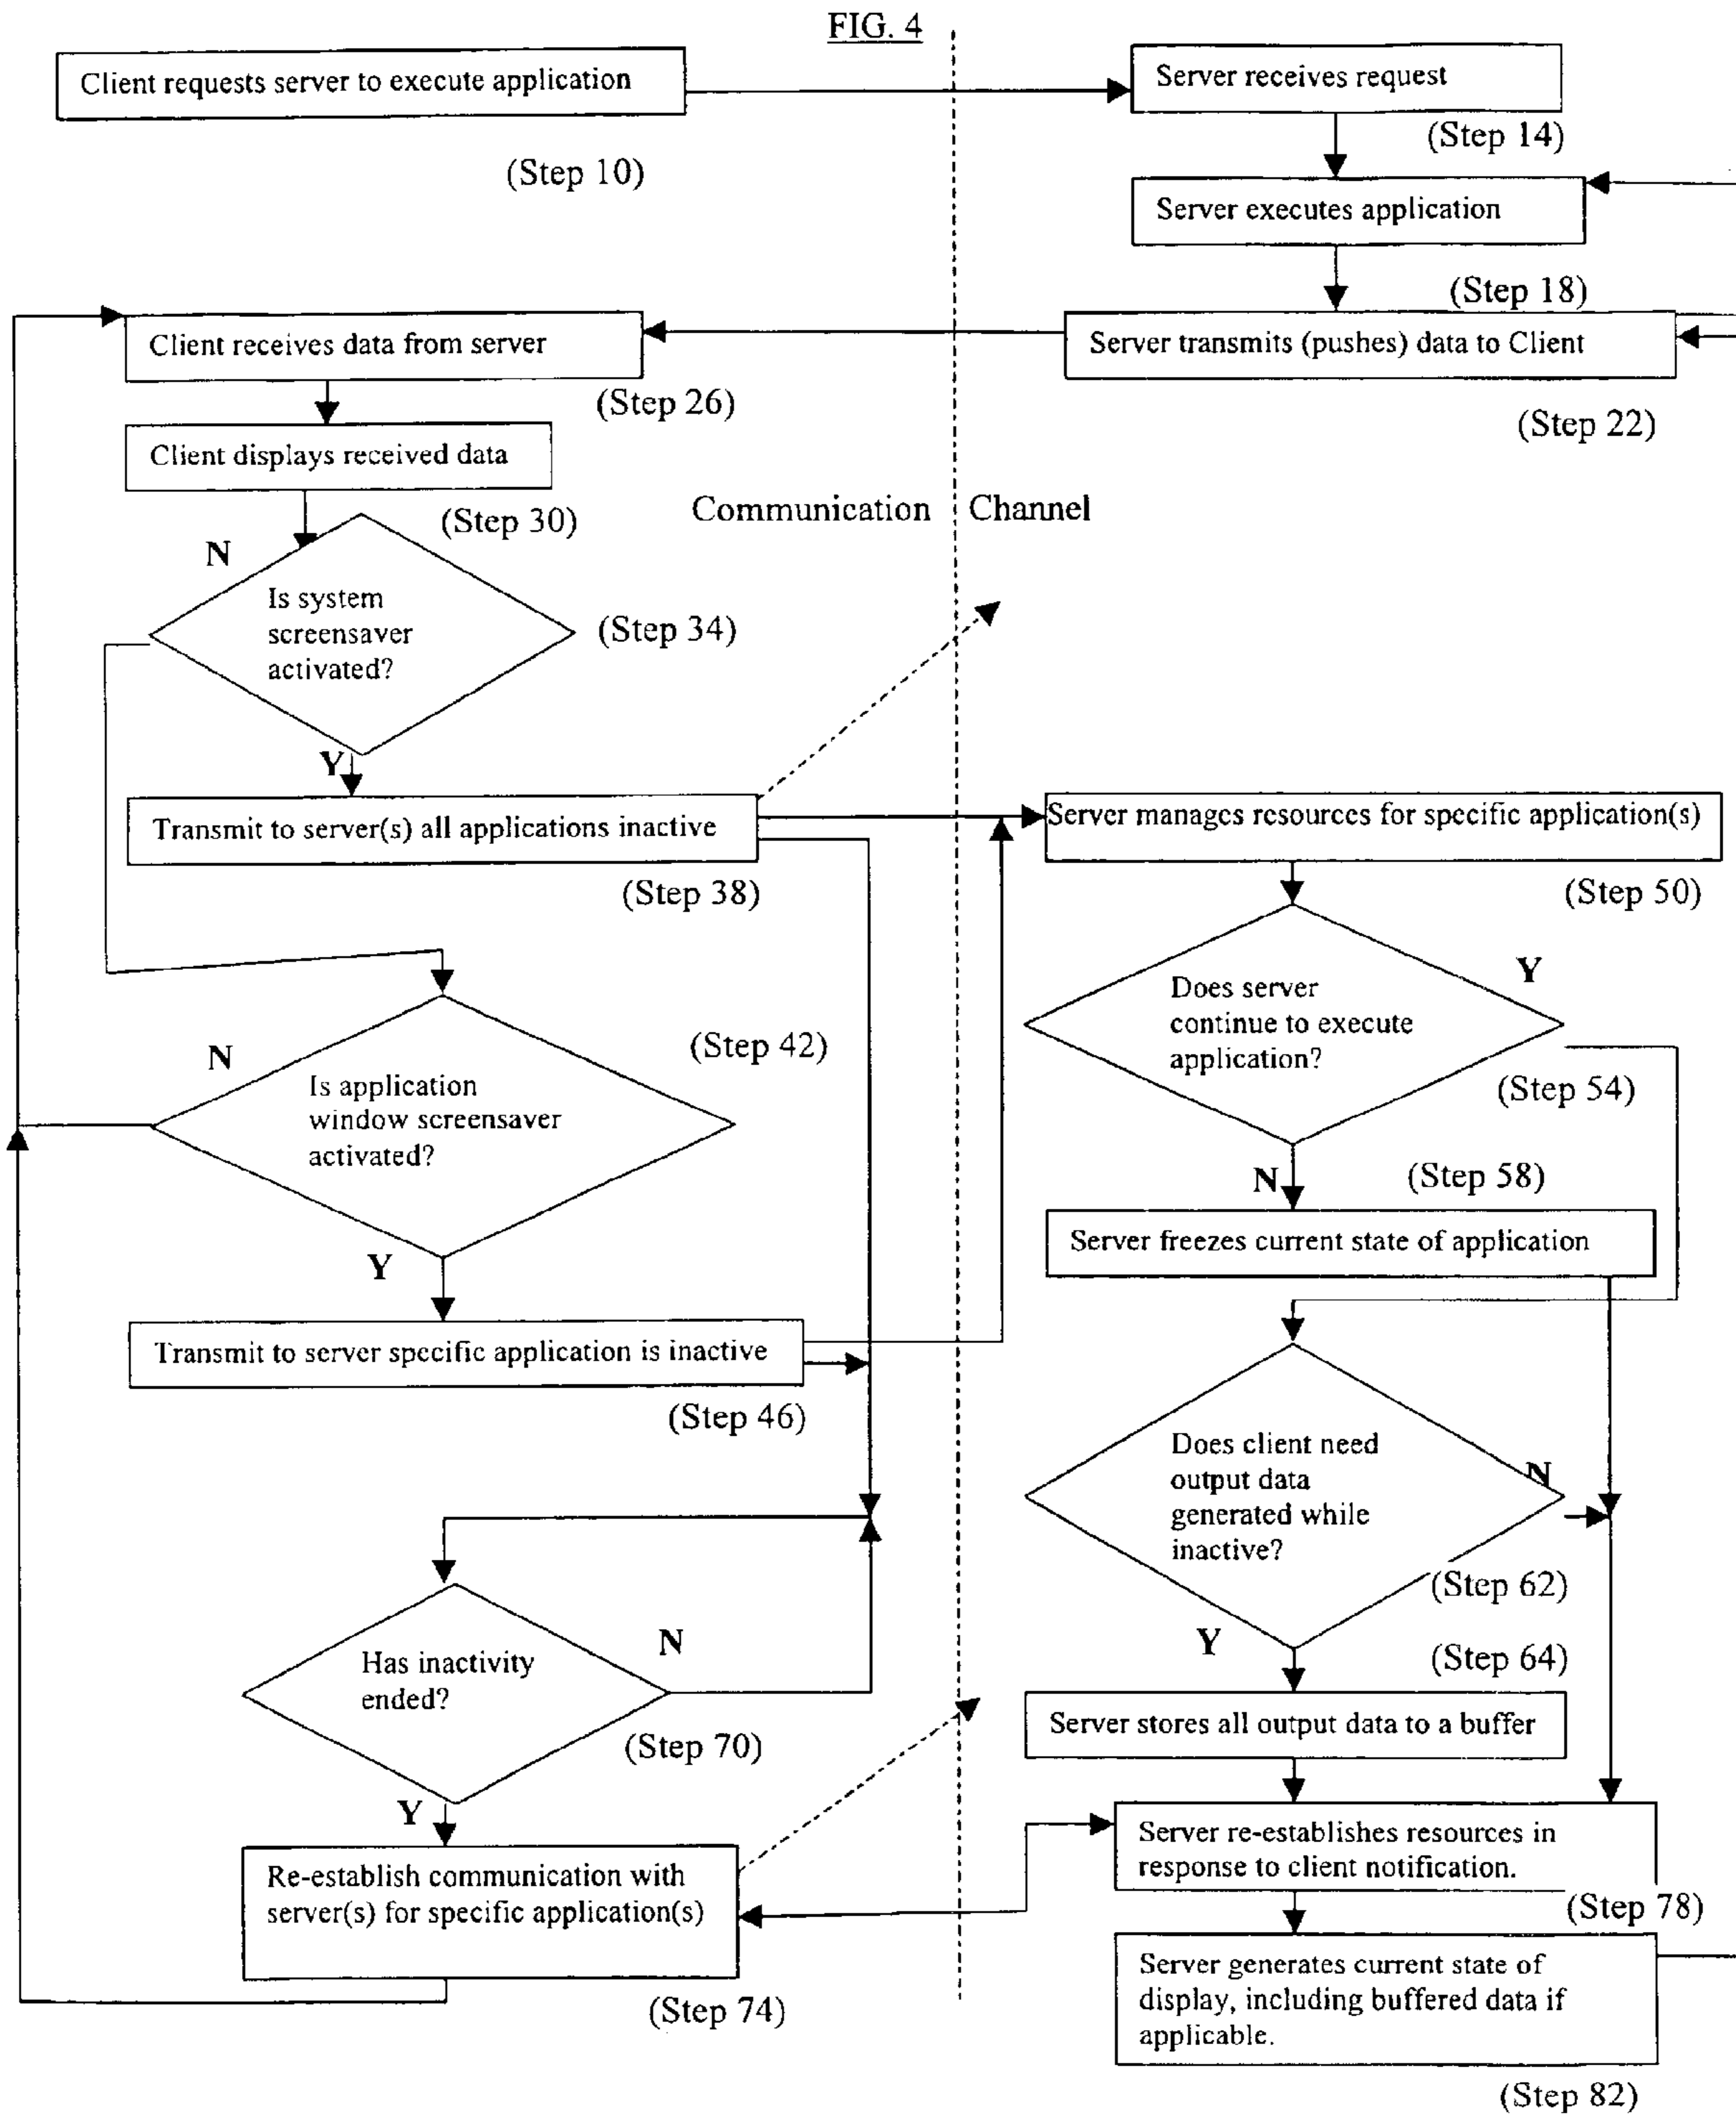 FIG. 4
Client requests server to execute application
(Step 10)
Server receives request
(Step 14)
Server executes application
(Step 18)
Client receives data from server
(Step 26)
Server transmits (pushes) data to Client
(Step 22)
Client displays received data
(Step 30)
Communication Channel
N
Is system
screensaver
activated?
(Step 34)
Y
Transmit to server(s) all applications inactive
(Step 38)
Server manages resources for specific application(s)
(Step 50)
Does server
continue to execute
application?
Y
(Step 54)
N
Is application
window screensaver
activated?
(Step 42)
Y
N
(Step 58)
Server freezes current state of application
Transmit to server specific application is inactive
(Step 46)
Does client need
output data
generated while
inactive?
N
(Step 62)
Y
(Step 64)
Server stores all output data to a buffer
Has inactivity
ended?
N
(Step 70)
Y
Re-establish communication with
server(s) for specific application(s)
(Step 74)
Server re-establishes resources in
response to client notification.
(Step 78)
Server generates current state of
display, including buffered data if
applicable.
(Step 82)